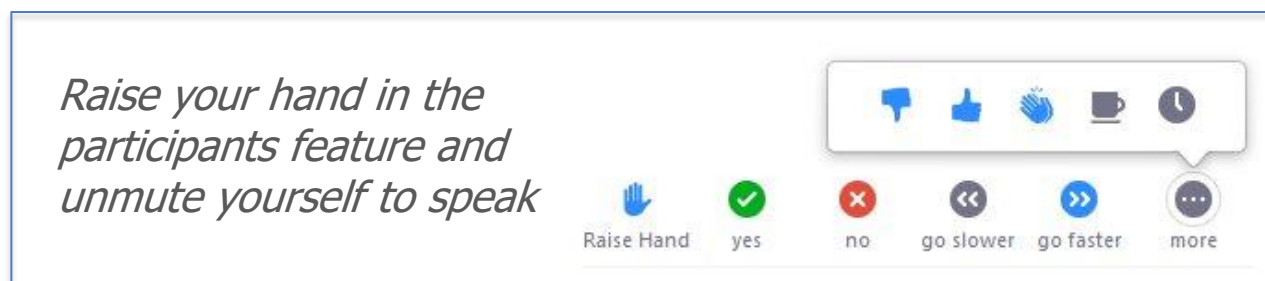 Raise your hand in the
participants feature and
unmute yourself to speak
Raise Hand yes no go slower go faster more